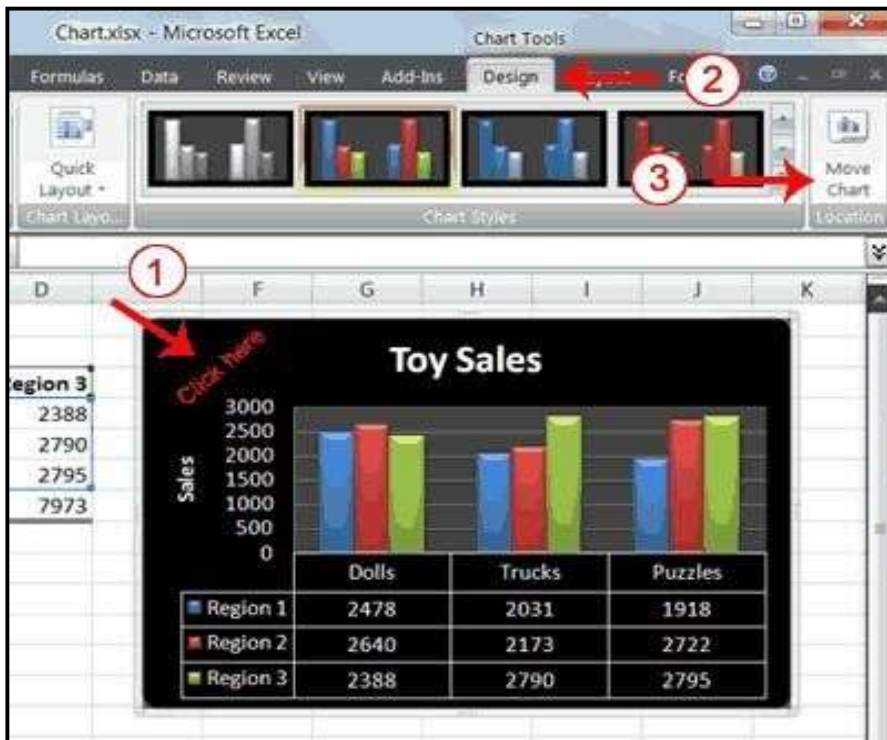 Chart.xlsx - Microsoft Excel
Chart Tools
Formulas Data Review View Add-Ins Design
2
Quick
Layout
Move
Chart
3
Chart Layo... Chart Styles Location
1
D F G H I J K
Click here
Toy Sales
egion 3
2388
2790
2795
7973
Sales
3000
2500
2000
1500
1000
500
0
Dolls Trucks Puzzles
Region 1 2478 2031 1918
Region 2 2640 2173 2722
Region 3 2388 2790 2795